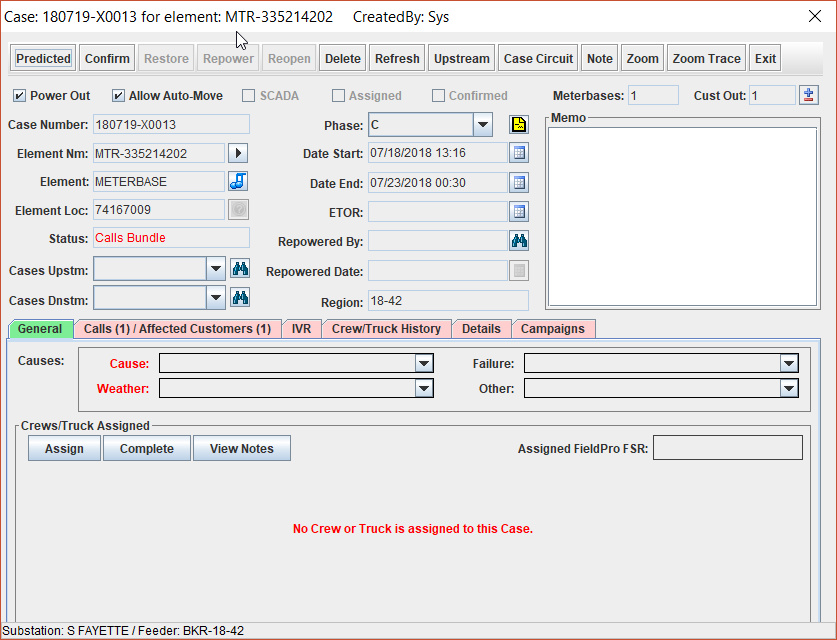 Case: 180719-X0013 for element: MTR-335214202 CreatedBy: Sys
Predicted Confirm Restore Repower Reopen Delete Refresh Upstream Case Circuit Note Zoom Zoom Trace Exit
Power Out Allow Auto-Move SCADA Assigned Confirmed Meterbases: 1 Cust Out: 1
Case Number: 180719-X0013 Phase: C Memo
Element Nm: MTR-335214202 Date Start: 07/18/2018 13:16
Element: METERBASE Date End: 07/23/2018 00:30
Element Loc: 74167009 ETOR:
Status: Calls Bundle Repowered By:
Cases Upstm: Repowered Date:
Cases Dnstm: Region: 18-42
General Calls (1) / Affected Customers (1) IVR Crew/Truck History Details Campaigns
Causes: Cause: Failure:
Weather: Other:
Crews/Truck Assigned
Assign Complete View Notes Assigned FieldPro FSR:
No Crew or Truck is assigned to this Case.
Substation: S FAYETTE / Feeder: BKR-18-42